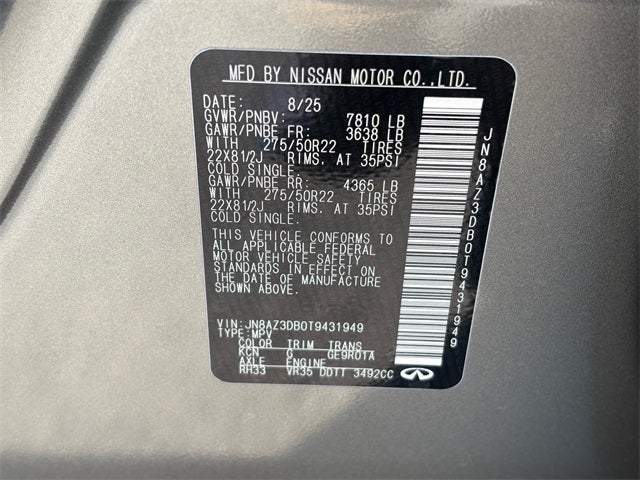 MFD BY NISSAN MOTOR CO.,LTD.
DATE: 8/25
GVWR/PNBV: 7810 LB
GAWR/PNBE FR: 3638 LB
WITH 275/50R22 TIRES
22X81/2J RIMS, AT 35PSI
COLD SINGLE.
GAWR/PNBE RR: 4365 LB
WITH 275/50R22 TIRES
22X81/2J RIMS, AT 35PSI
COLD SINGLE.
THIS VEHICLE CONFORMS TO
ALL APPLICABLE FEDERAL
MOTOR VEHICLE SAFETY
STANDARDS IN EFFECT ON
THE DATE OF MANUFACTURE
SHOWN ABOVE.
VIN:JN8AZ3DB0T9431949
TYPE:MPV
COLOR TRIM TRANS
KCN G GE9R01A
AXLE ENGINE
RH33 VR35 DDTT 3492CC
JN8AZ3DB0T9431949